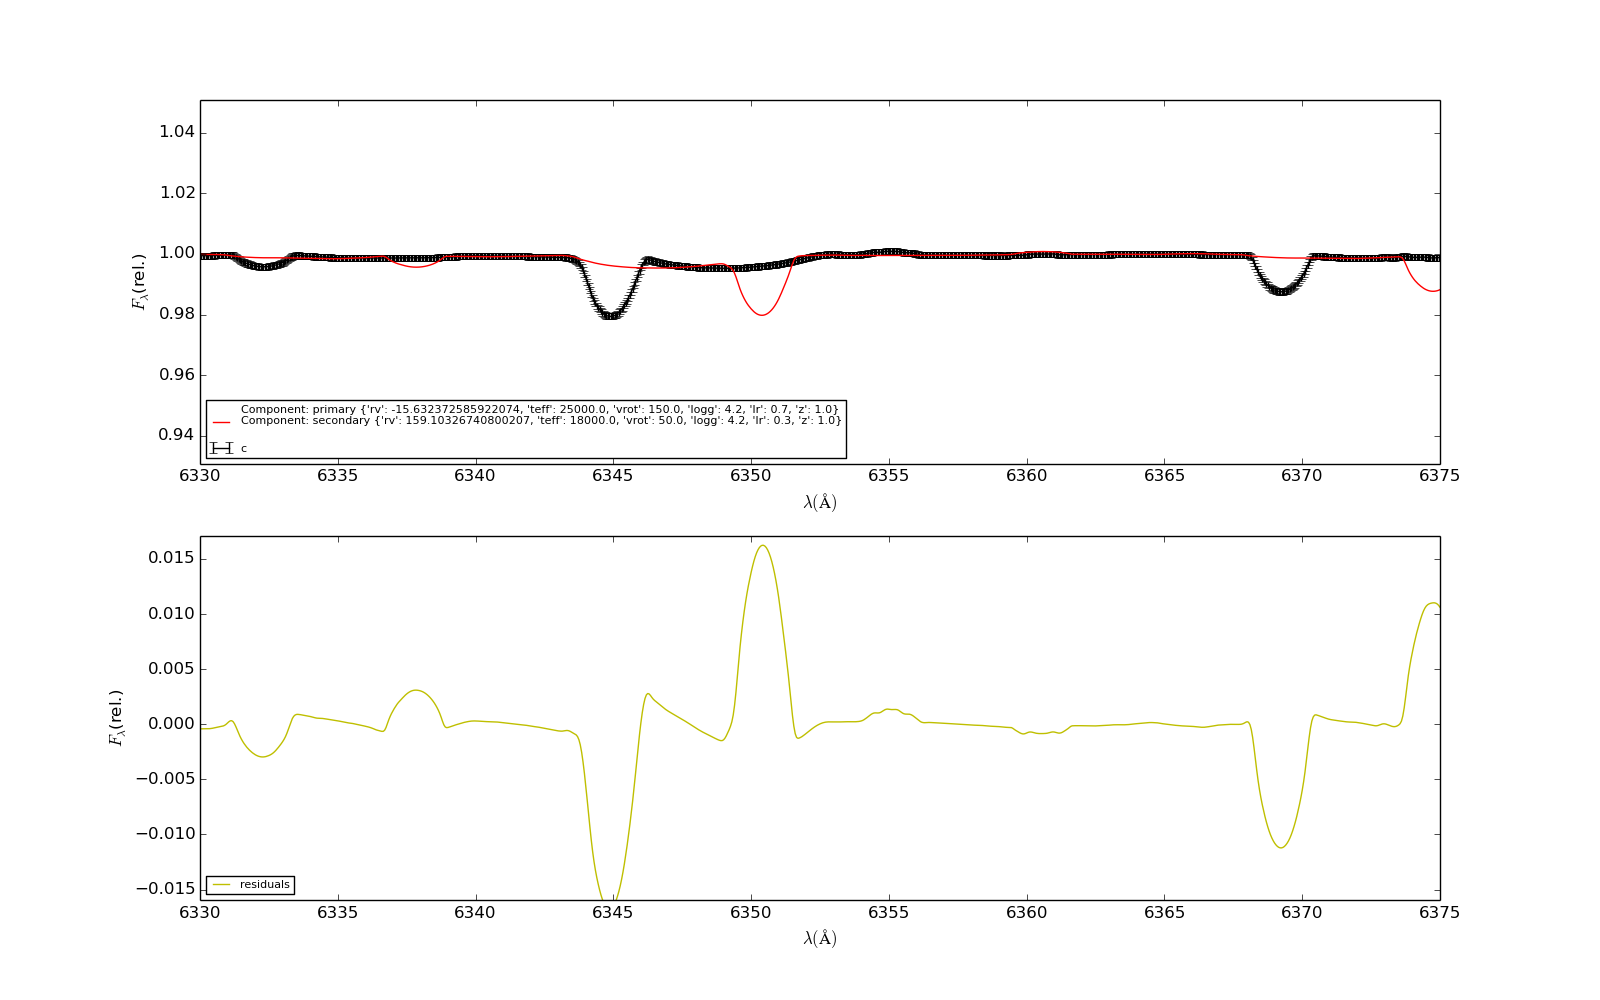 1.04
1.02
1.00
0.98
0.96
0.94
Fλ(rel.)
Component: primary {'rv': -15.632372585922074, 'teff': 25000.0, 'vrot': 150.0, 'logg': 4.2, 'lr': 0.7, 'z': 1.0}
Component: secondary {'rv': 159.10326740800207, 'teff': 18000.0, 'vrot': 50.0, 'logg': 4.2, 'lr': 0.3, 'z': 1.0}
c
6330 6335 6340 6345 6350 6355 6360 6365 6370 6375
λ(Å)
0.015
0.010
0.005
0.000
−0.005
−0.010
−0.015
Fλ(rel.)
residuals
6330 6335 6340 6345 6350 6355 6360 6365 6370 6375
λ(Å)